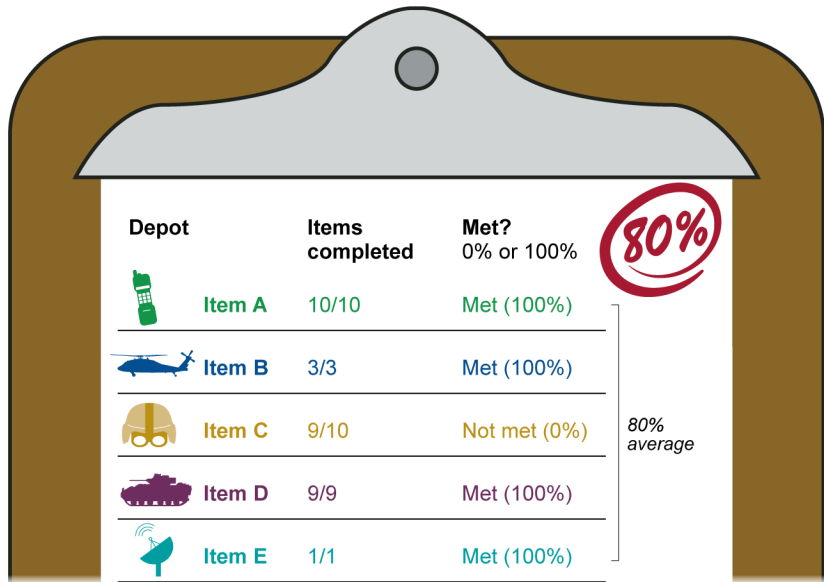 Depot Items completed Met? 0% or 100% 80%
Item A 10/10 Met (100%)
Item B 3/3 Met (100%)
Item C 9/10 Not met (0%)
80% average
Item D 9/9 Met (100%)
Item E 1/1 Met (100%)